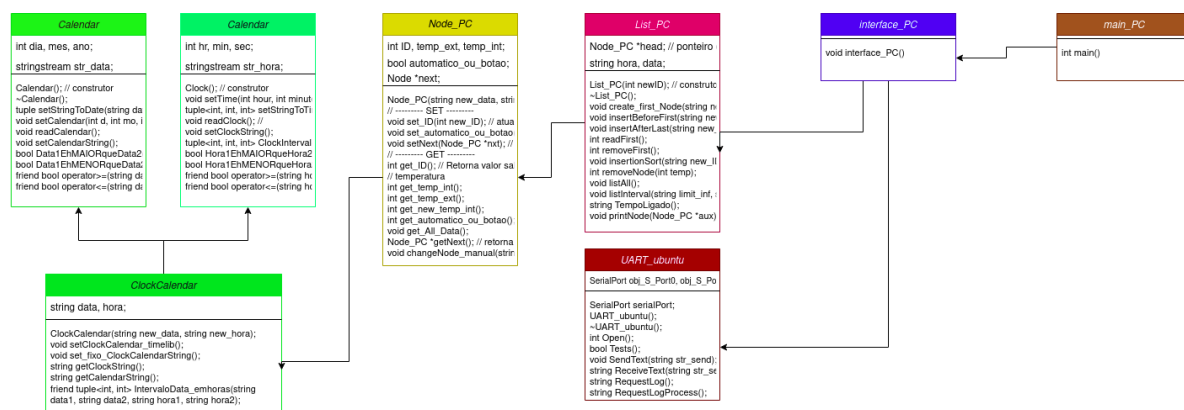 Calendar
int dia, mes, ano;
stringstream str_data;
Calendar(); // construtor
~Calendar();
tuple setStringToDate(string da
void setCalendar(int d, int mo, i
void readCalendar();
void setCalendarString();
bool Data1EhMAIORqueData2
bool Data1EhMENORqueData2
friend bool operator>=(string da
friend bool operator<=(string da
Calendar
int hr, min, sec;
stringstream str_hora;
Clock(); // construtor
void setTime(int hour, int minut
tuple<int, int, int> setStringToTi
void readClock(); //
void setClockString();
tuple<int, int, int> ClockInterval
bool Hora1EhMAIORqueHora2
bool Hora1EhMENORqueHora
friend bool operator>=(string ho
friend bool operator<=(string ho
Node_PC
int ID, temp_ext, temp_int;
bool automatico_ou_botao;
Node *next;
Node_PC(string new_data, strin
// --------- SET ---------
void set_ID(int new_ID); // atua
void set_automatico_ou_botao
void setNext(Node_PC *nxt); //
// --------- GET ---------
int get_ID(); // Retorna valor sa
// temperatura
int get_temp_int();
int get_temp_ext();
int get_new_temp_int();
int get_automatico_ou_botao();
void get_All_Data();
Node_PC *getNext(); // retorna
void changeNode_manual(strin
List_PC
Node_PC *head; // ponteiro
string hora, data;
List_PC(int newID); // construto
~List_PC();
void create_first_Node(string ne
void insertBeforeFirst(string nev
void insertAfterLast(string new_
int readFirst();
int removeFirst();
void insertionSort(string new_II
int removeNode(int temp);
void listAll();
void listInterval(string limit_inf, s
string TempoLigado();
void printNode(Node_PC *aux)
interface_PC
void interface_PC()
main_PC
int main()
ClockCalendar
string data, hora;
ClockCalendar(string new_data, string new_hora);
void setClockCalendar_timelib();
void set_fixo_ClockCalendarString();
string getClockString();
string getCalendarString();
friend tuple<int, int> IntervaloData_emhoras(string
data1, string data2, string hora1, string hora2);
UART_ubuntu
SerialPort obj_S_Port0, obj_S_Po
SerialPort serialPort;
UART_ubuntu();
~UART_ubuntu();
int Open();
bool Tests();
void SendText(string str_send);
string ReceiveText(string str_se
string RequestLog();
string RequestLogProcess();